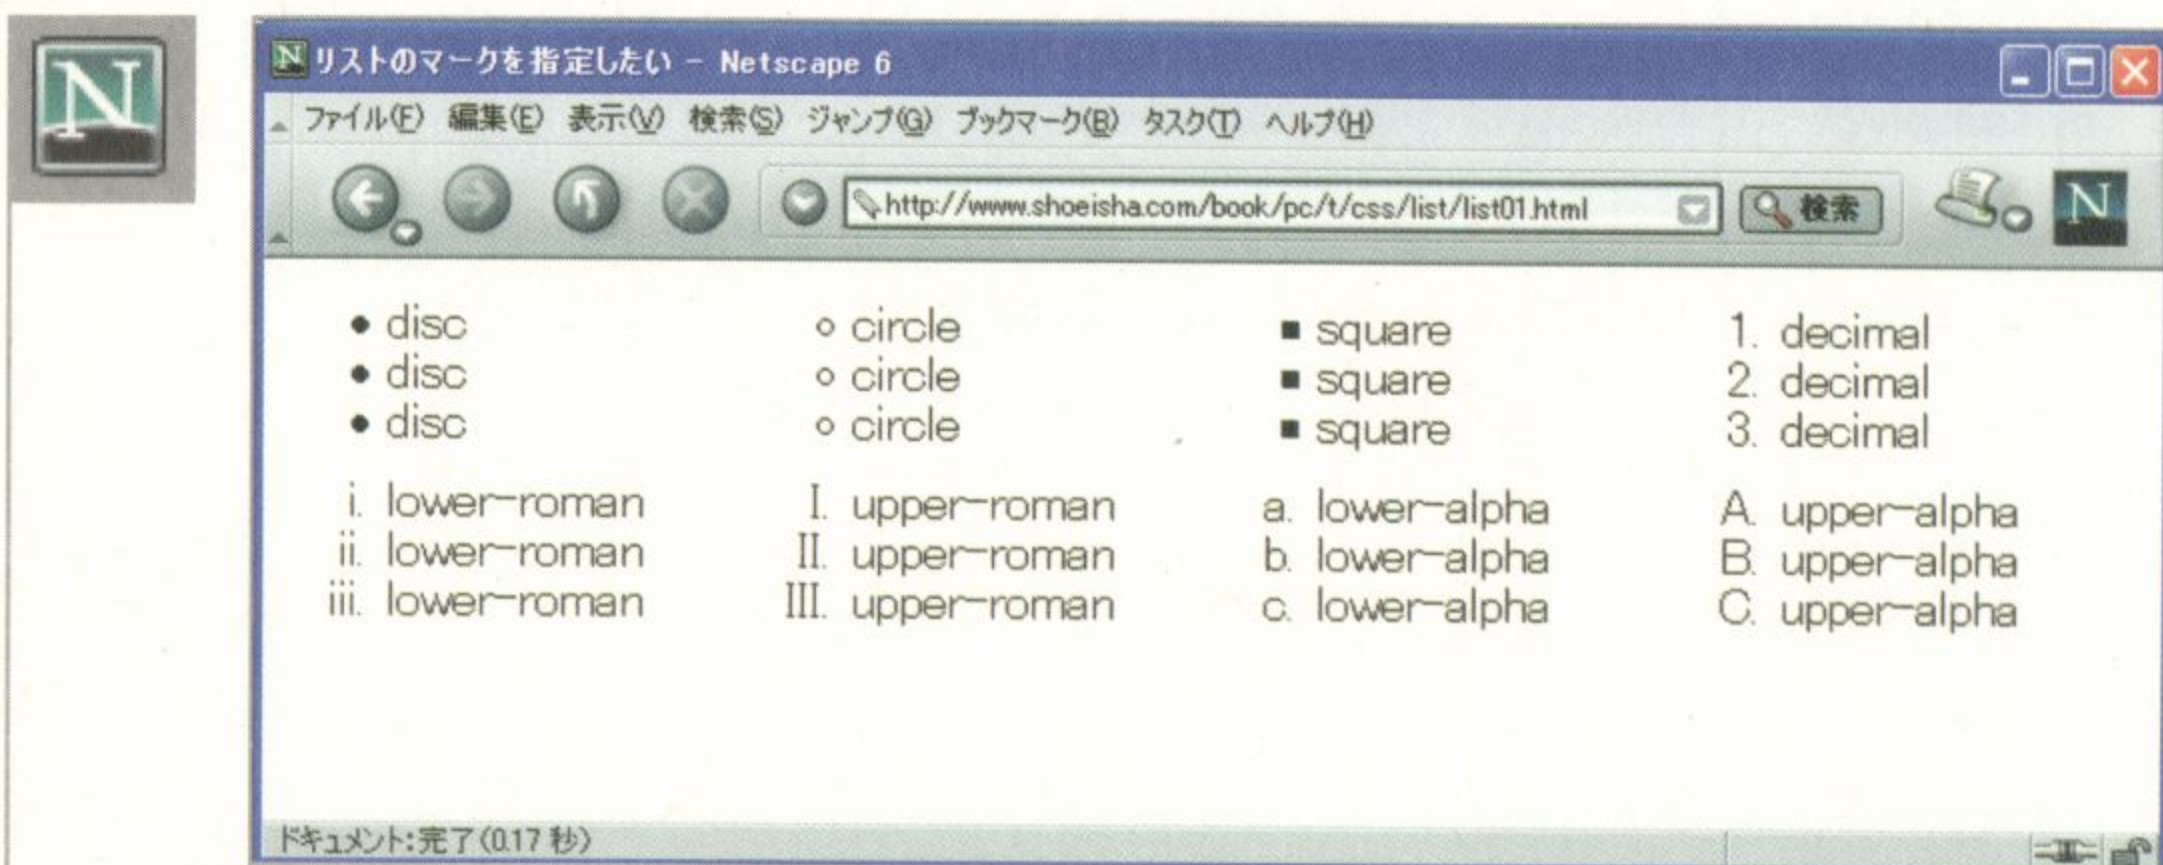 N
リストのマークを指定したい - Netscape 6
ファイル(F) 編集(E) 表示(V) 検索(S) ジャンプ(G) ブックマーク(B) タスク(T) ヘルプ(H)
http://www.shoeisha.com/book/pc/t/css/list/list01.html 検索 N
● disc ○ circle ■ square 1. decimal
● disc ○ circle ■ square 2. decimal
● disc ○ circle ■ square 3. decimal
i. lower-roman I. upper-roman a. lower-alpha A. upper-alpha
ii. lower-roman II. upper-roman b. lower-alpha B. upper-alpha
iii. lower-roman III. upper-roman c. lower-alpha C. upper-alpha
ドキュメント:完了(0.17 秒)